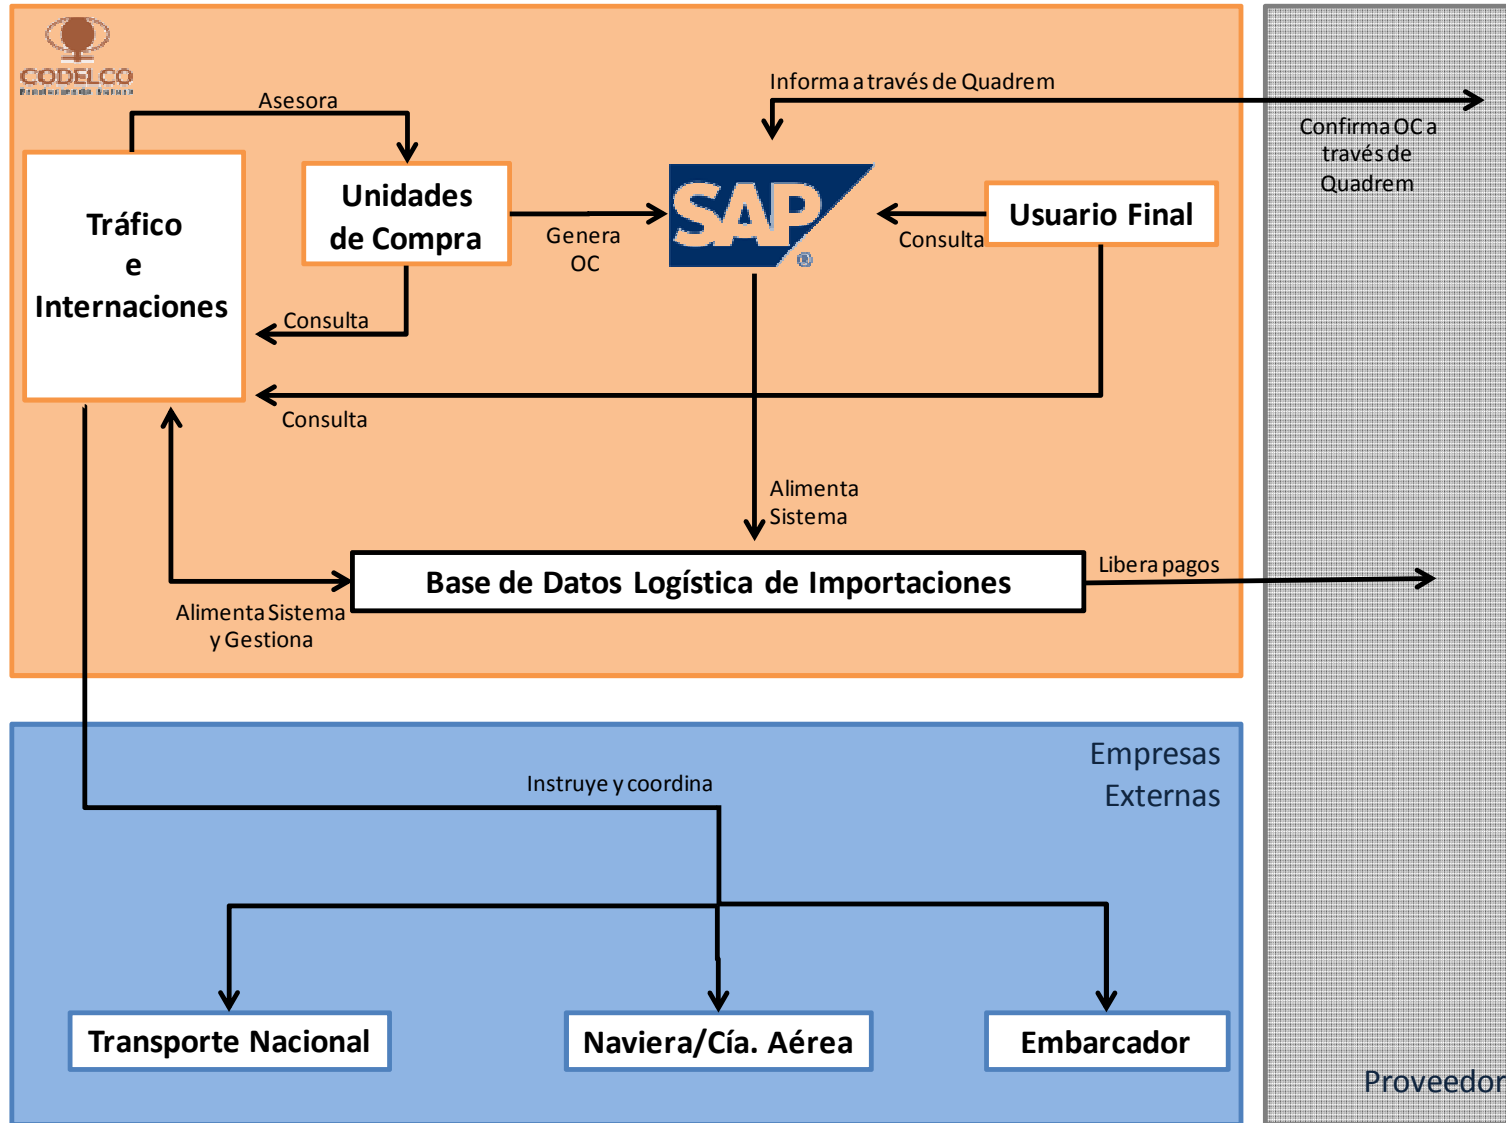 CODELCO
Informa a través de Quadrem
Asesora
Confirma OC a
través de
Quadrem
Tráfico
e
Internaciones
Unidades
de Compra
Genera
OC
SAP
®
Consulta
Usuario Final
Consulta
Consulta
Alimenta
Sistema
Base de Datos Logística de Importaciones
Libera pagos
Alimenta Sistema
y Gestiona
Empresas
Externas
Instruye y coordina
Transporte Nacional
Naviera/Cía. Aérea
Embarcador
Proveedor